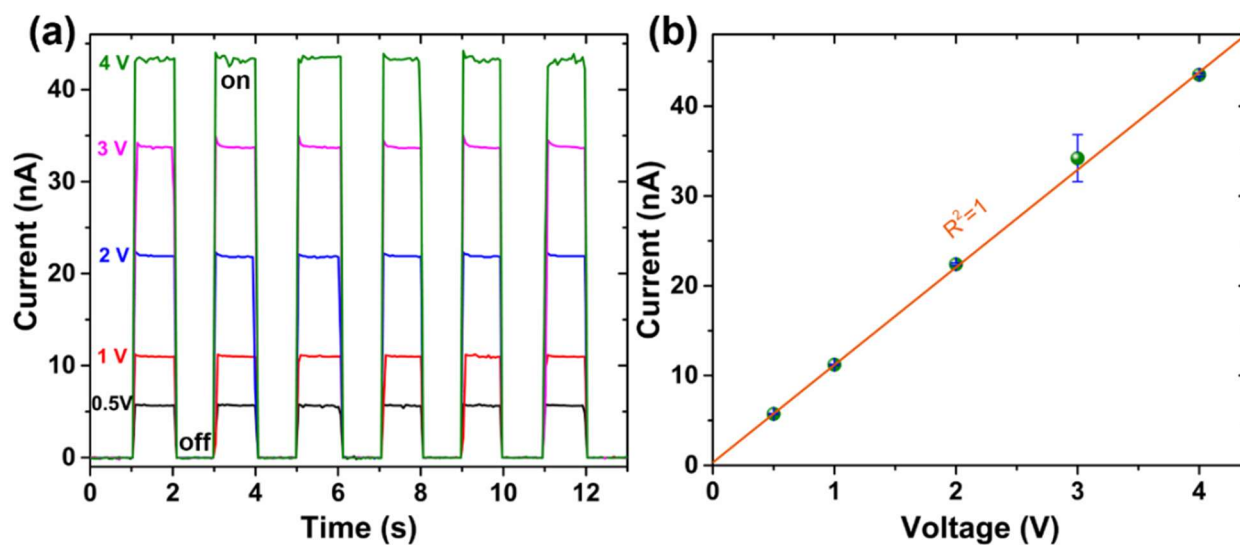 (a)
4 V
on
3 V
2 V
1 V
0.5V
off
0
10
20
30
40
Current (nA)
0 2 4 6 8 10 12
Time (s)
(b)
R²=1
0
10
20
30
40
Current (nA)
0 1 2 3 4
Voltage (V)